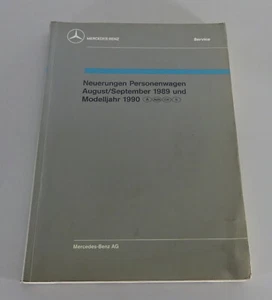 MERCEDES-BENZ
Service
Neuerungen Personenwagen
August/September 1989 und
Modelljahr 1990
Mercedes-Benz AG